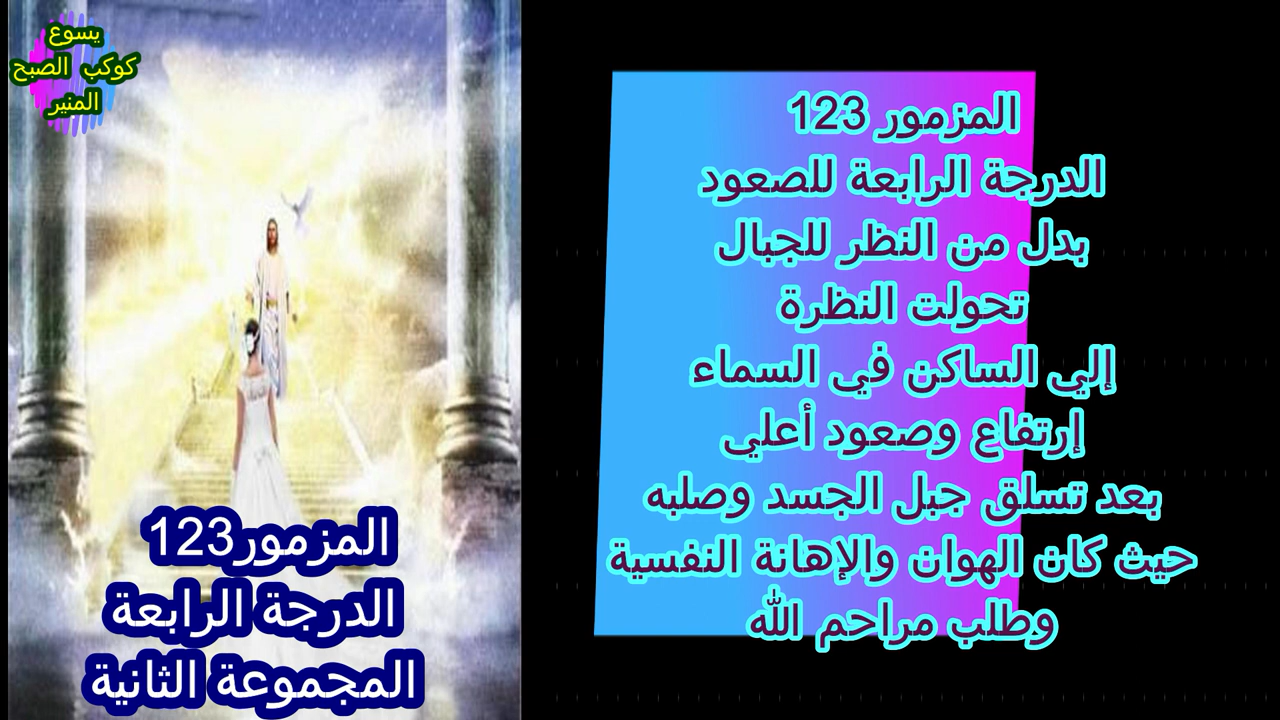 يسوع
كوكب الصبح
المنير
المزمور 123
الدرجة الرابعة للصعود
بدل من النظر للجبال
تحولت النظرة
إلي الساكن في السماء
إرتفاع وصعود أعلي
بعد تسلق جبل الجسد وصلبه
حيث كان الهوان والإهانة النفسية
وطلب مراحم الله
المزمور123
الدرجة الرابعة
المجموعة الثانية